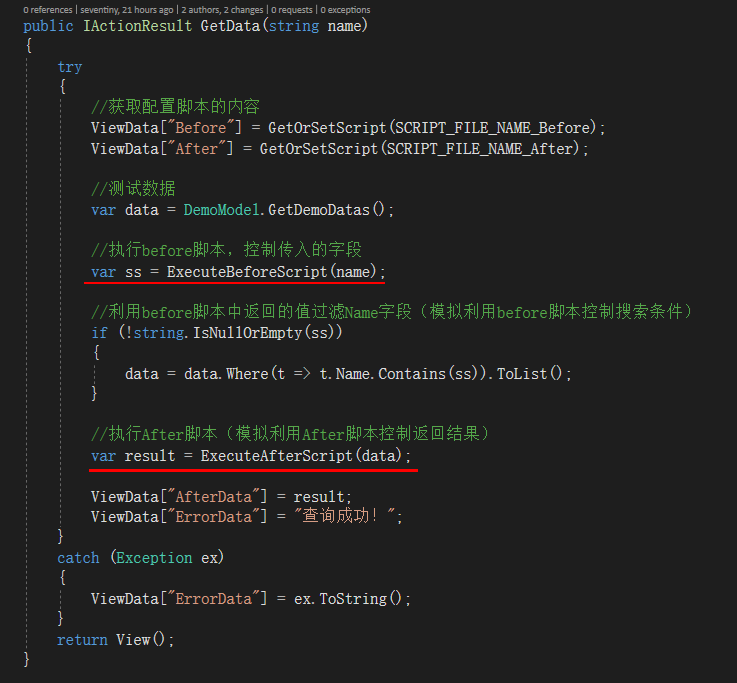 0 references | seventiny, 21 hours ago | 2 authors, 2 changes | 0 requests | 0 exceptions
public IActionResult GetData(string name)
{
try
{
//获取配置脚本的内容
ViewData["Before"] = GetOrSetScript(SCRIPT_FILE_NAME_Before);
ViewData["After"] = GetOrSetScript(SCRIPT_FILE_NAME_After);
//测试数据
var data = DemoModel.GetDemoDatas();
//执行before脚本，控制传入的字段
var ss = ExecuteBeforeScript(name);
//利用before脚本中返回的值过滤Name字段（模拟利用before脚本控制搜索条件）
if (!string.IsNullOrEmpty(ss))
{
data = data.Where(t => t.Name.Contains(ss)).ToList();
}
//执行After脚本（模拟利用After脚本控制返回结果）
var result = ExecuteAfterScript(data);
ViewData["AfterData"] = result;
ViewData["ErrorData"] = "查询成功！";
}
catch (Exception ex)
{
ViewData["ErrorData"] = ex.ToString();
}
return View();
}